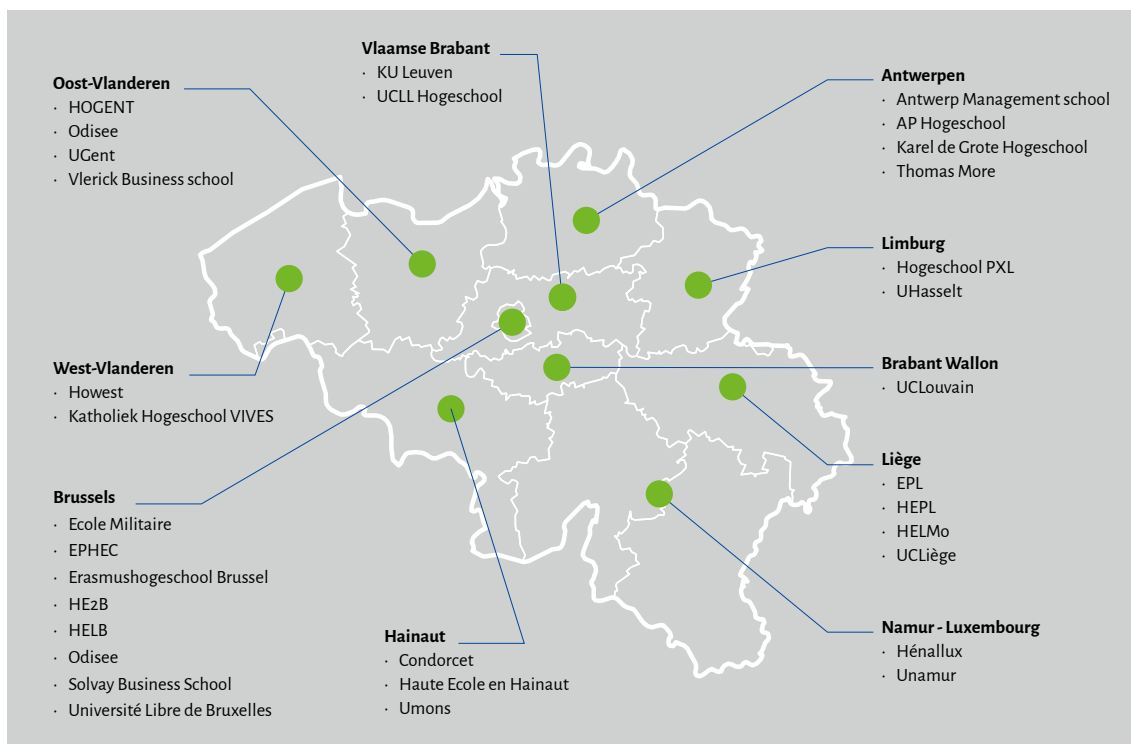 Vlaamse Brabant
· KU Leuven
· UCLL Hogeschool
Oost-Vlanderen
· HOGENT
· Odisee
· UGent
· Vlerick Business school
Antwerpen
· Antwerp Management school
· AP Hogeschool
· Karel de Grote Hogeschool
· Thomas More
Limburg
· Hogeschool PXL
· UHasselt
West-Vlanderen
· Howest
· Katholiek Hogeschool VIVES
Brabant Wallon
· UCLouvain
Liège
· EPL
· HEPL
· HELMo
· UCLiège
Brussels
· Ecole Militaire
· EPHEC
· Erasmushogeschool Brussel
· HE2B
· HELB
· Odisee
· Solvay Business School
· Université Libre de Bruxelles
Hainaut
· Condorcet
· Haute Ecole en Hainaut
· Umons
Namur - Luxembourg
· Hénallux
· Unamur